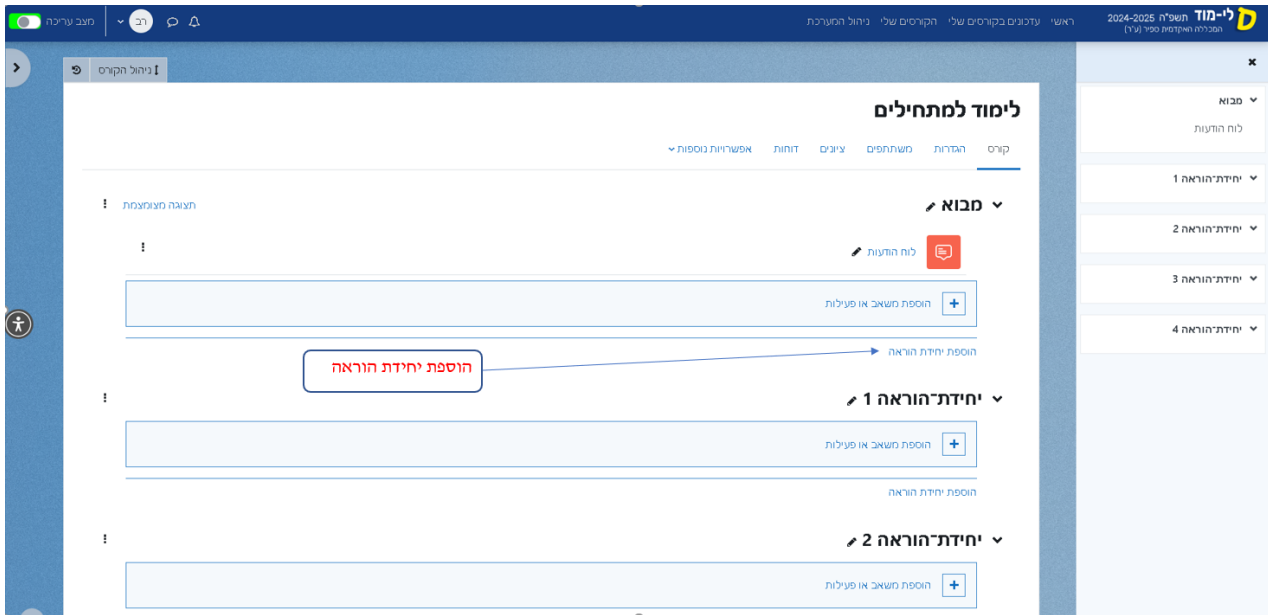 לי-מוד תשפ"ה 2024-2025
המכללה האקדמית ספיר (ע"ר)
ראשי עדכונים בקורסים שלי הקורסים שלי ניהול המערכת
רב
מצב עריכה
מבוא
לוח הודעות
יחידת־הוראה 1
יחידת־הוראה 2
יחידת־הוראה 3
יחידת־הוראה 4
ניהול הקורס
לימוד למתחילים
קורס הגדרות משתתפים ציונים דוחות אפשרויות נוספות
מבוא
תצוגה מצומצמת
לוח הודעות
הוספת משאב או פעילות
הוספת יחידת הוראה
הוספת יחידת הוראה
יחידת־הוראה 1
הוספת משאב או פעילות
הוספת יחידת הוראה
יחידת־הוראה 2
הוספת משאב או פעילות